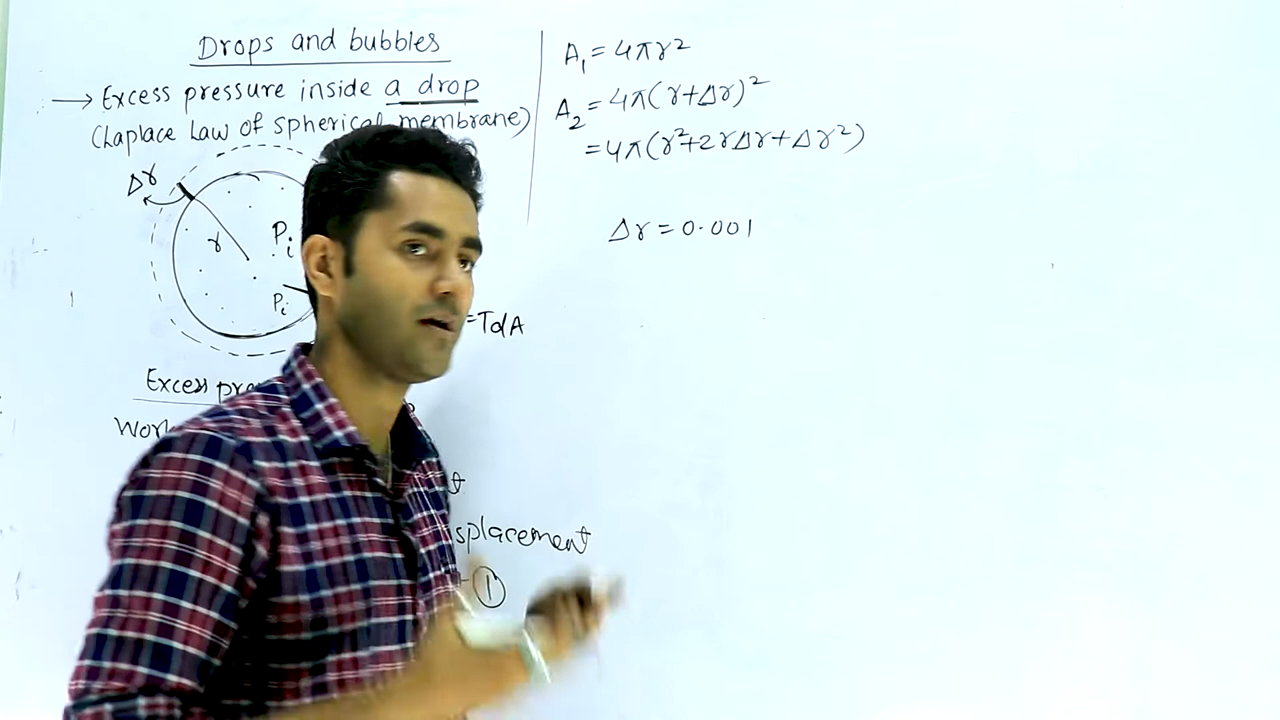 Drops and bubbles
→ Excess pressure inside a drop
(Laplace Law of spherical membrane)
Δr
r
Pi
Pi
=TdA
Excess
splacement
①
A₁=4πr²
A₂=4π(r+Δr)²
=4π(r²+2rΔr+Δr²)
Δr=0.001